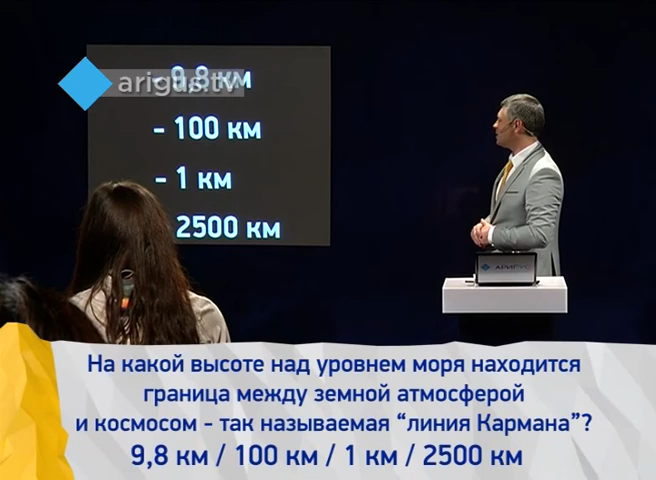 - 9,8 км
arigus.tv
- 100 км
- 1 км
2500 км
АРИГУС
На какой высоте над уровнем моря находится
граница между земной атмосферой
и космосом - так называемая “линия Кармана”?
9,8 км / 100 км / 1 км / 2500 км